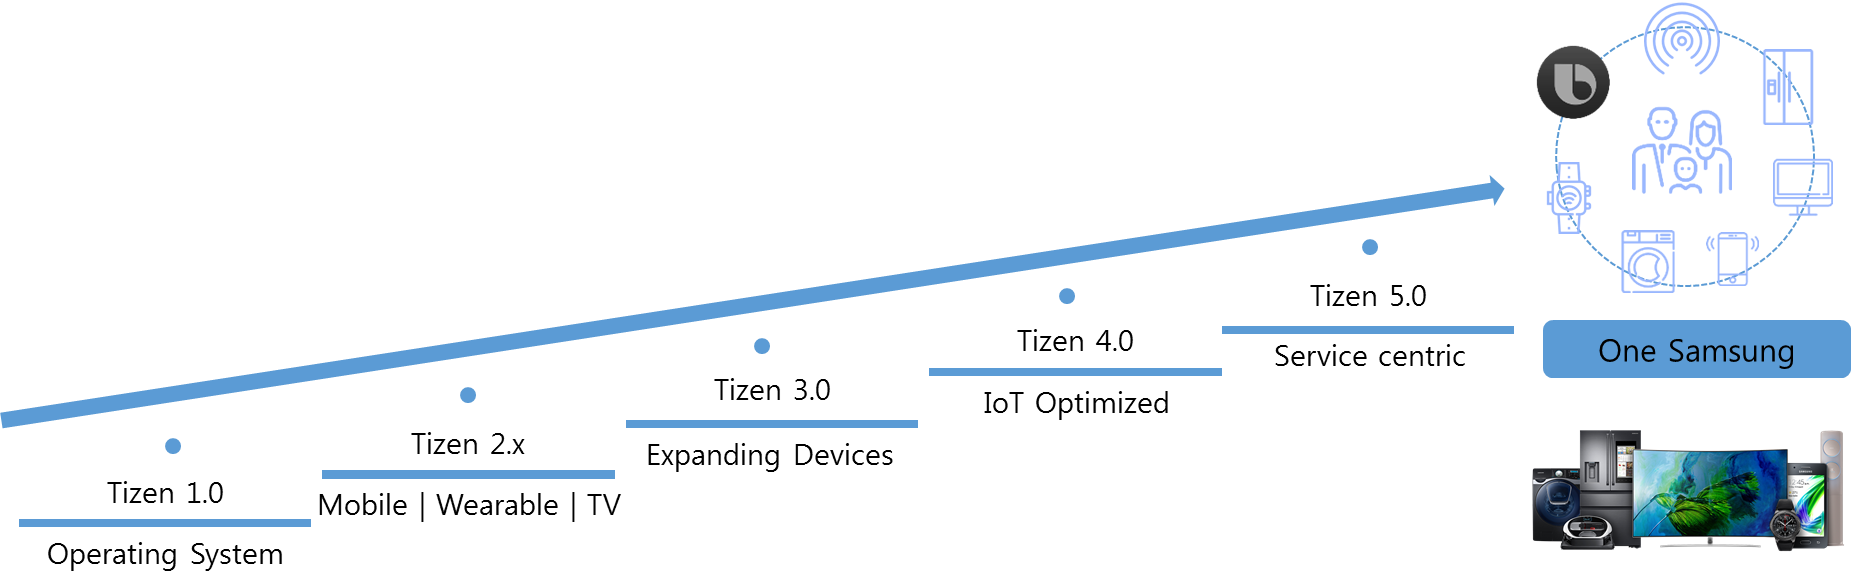 Tizen 1.0
Operating System
Tizen 2.x
Mobile | Wearable | TV
Tizen 3.0
Expanding Devices
Tizen 4.0
IoT Optimized
Tizen 5.0
Service centric
One Samsung